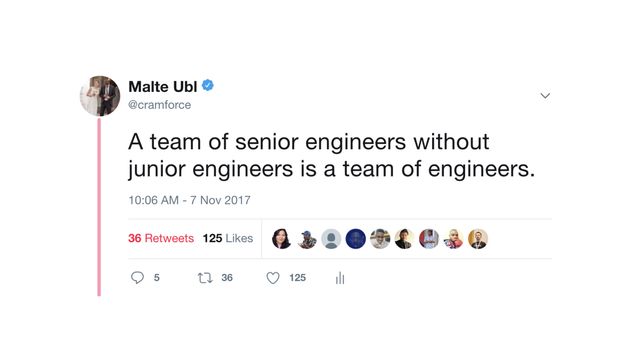 Malte Ubl
@cramforce
A team of senior engineers without
junior engineers is a team of engineers.
10:06 AM - 7 Nov 2017
36 Retweets 125 Likes
5 36 125